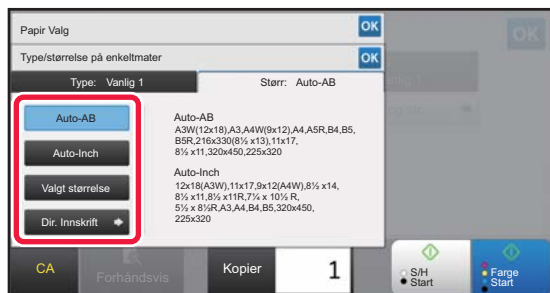 Papir Valg
OK
Type/størrelse på enkeltmater
OK
Type: Vanlig 1
Størr: Auto-AB
Auto-AB
Auto-Inch
Valgt størrelse
Dir. Innskrift
Auto-AB
A3W(12x18),A3,A4W(9x12),A4,A5R,B4,B5,
B5R,216x330(8½ x13),11x17,
8½ x11,320x450,225x320
Auto-Inch
12x18(A3W),11x17,9x12(A4W),8½ x14,
8½ x11,8½ x11R,7¼ x 10½ R,
5½ x 8½R,A3,A4,B4,B5,320x450,
225x320
OK
CA
Forhåndsvis
Kopier
1
S/H
Start
Farge
Start